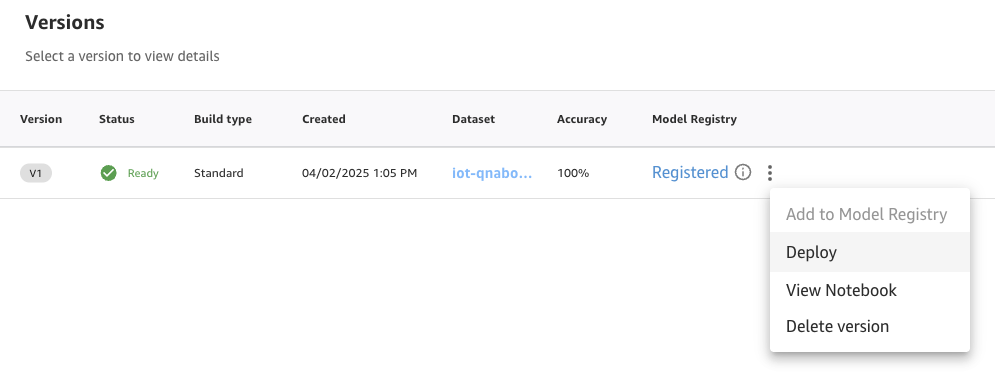 Versions
Select a version to view details
Version Status Build type Created Dataset Accuracy Model Registry
V1 Ready Standard 04/02/2025 1:05 PM iot-qnabo... 100% Registered
Add to Model Registry
Deploy
View Notebook
Delete version